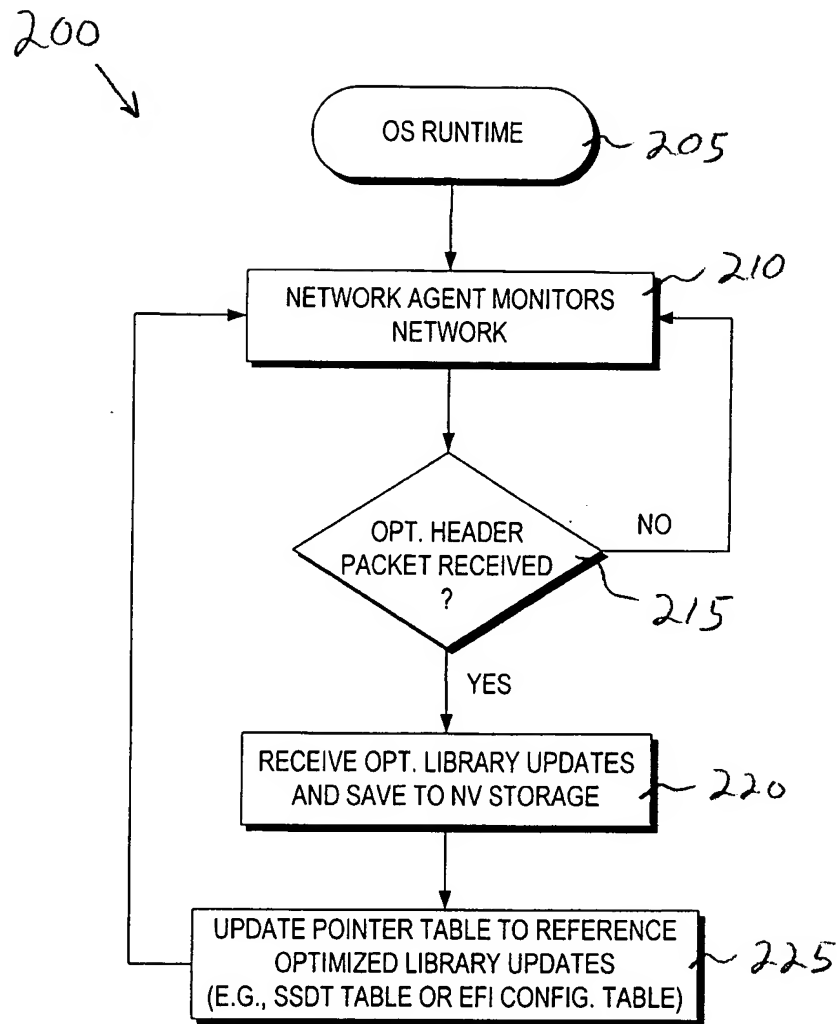 200
OS RUNTIME
205
NETWORK AGENT MONITORS
NETWORK
210
OPT. HEADER
PACKET RECEIVED
?
215
NO
YES
RECEIVE OPT. LIBRARY UPDATES
AND SAVE TO NV STORAGE
220
UPDATE POINTER TABLE TO REFERENCE
OPTIMIZED LIBRARY UPDATES
(E.G., SSDT TABLE OR EFI CONFIG. TABLE)
225